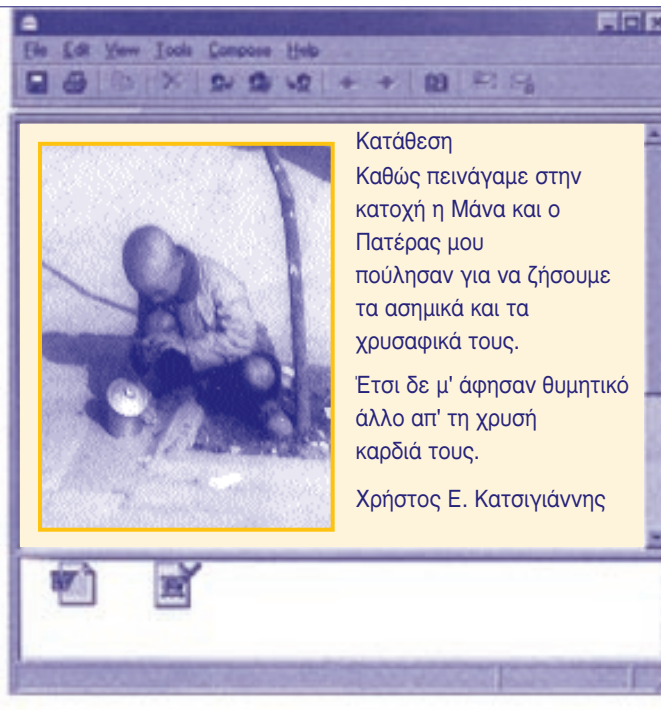 File Edit View Tools Compose Help
Κατάθεση
Καθώς πεινάγαμε στην
κατοχή η Μάνα και ο
Πατέρας μου
πούλησαν για να ζήσουμε
τα ασημικά και τα
χρυσαφικά τους.
Έτσι δε μ' άφησαν θυμητικό
άλλο απ' τη χρυσή
καρδιά τους.
Χρήστος Ε. Κατσιγιάννης